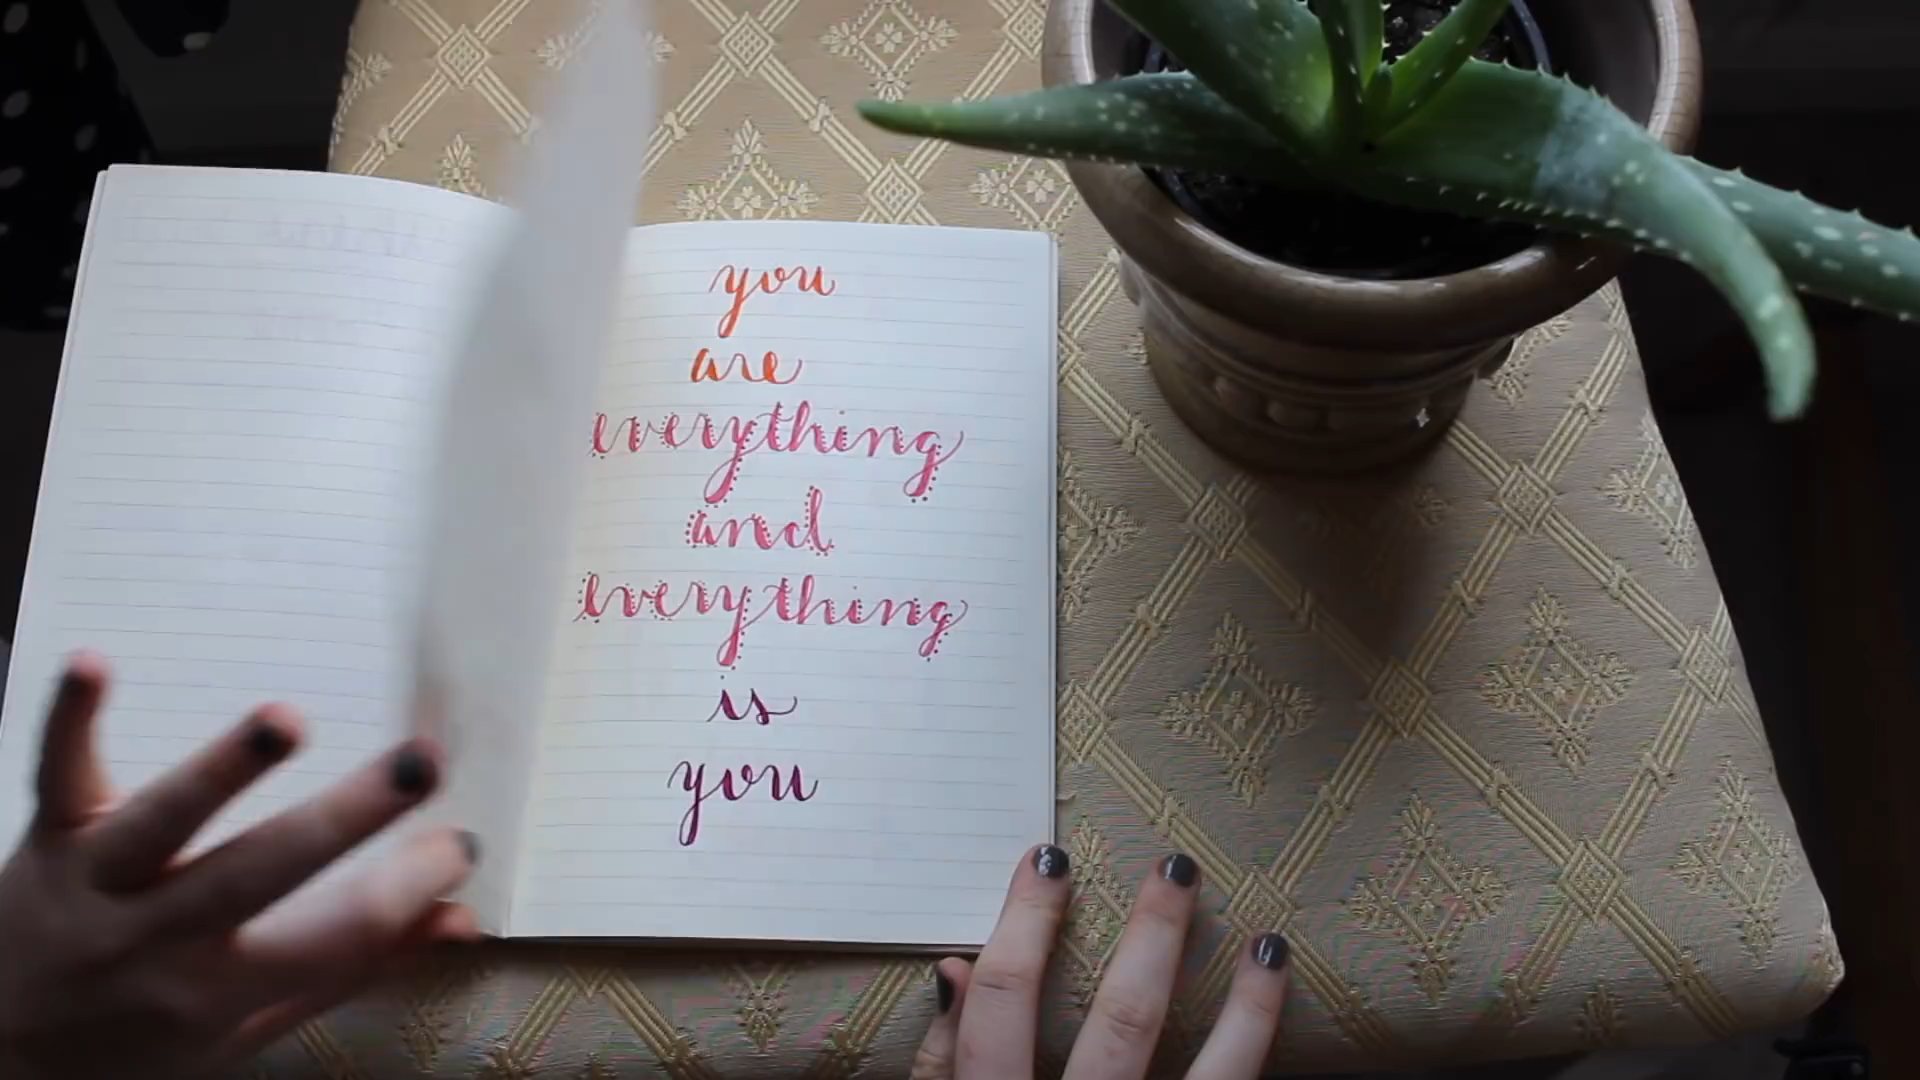 you
are
everything
and
everything
is
you